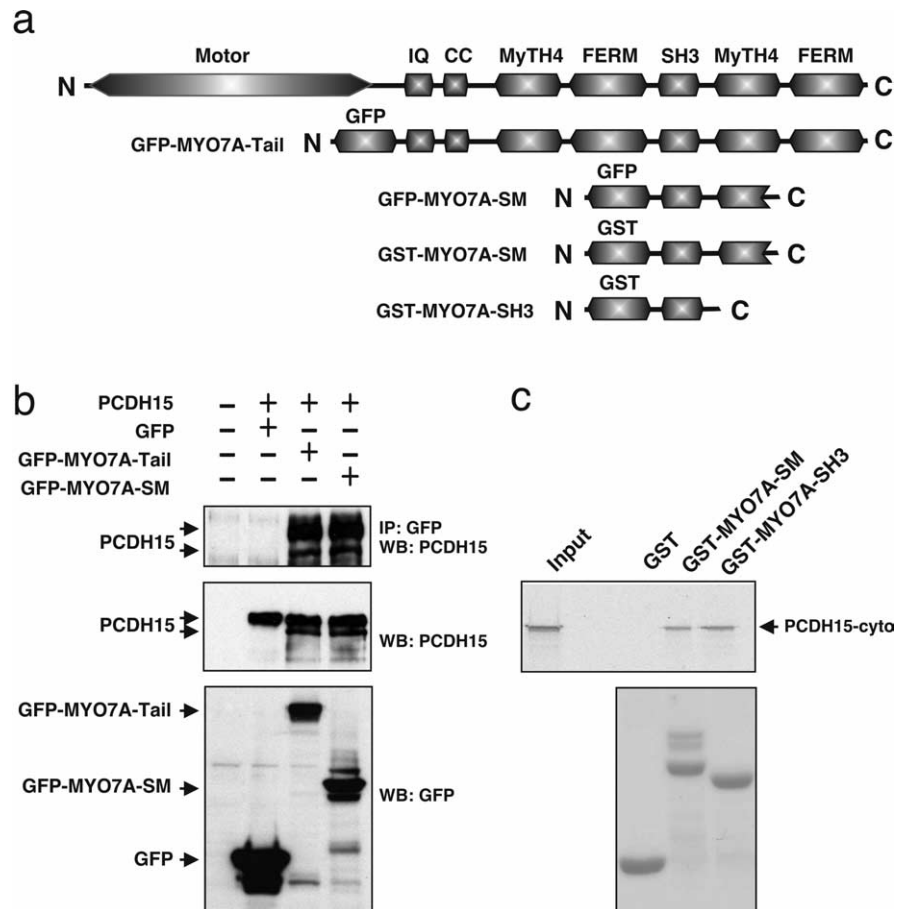 a
Motor IQ CC MyTH4 FERM SH3 MyTH4 FERM
N C
GFP
GFP-MYO7A-Tail N C
GFP
GFP-MYO7A-SM N C
GST
GST-MYO7A-SM N C
GST
GST-MYO7A-SH3 N C
b
PCDH15 – + + +
GFP – + – –
GFP-MYO7A-Tail – – + –
GFP-MYO7A-SM – – – +
PCDH15
IP: GFP
WB: PCDH15
PCDH15
WB: PCDH15
GFP-MYO7A-Tail
GFP-MYO7A-SM
WB: GFP
GFP
c
Input
GST
GST-MYO7A-SM
GST-MYO7A-SH3
PCDH15-cyto